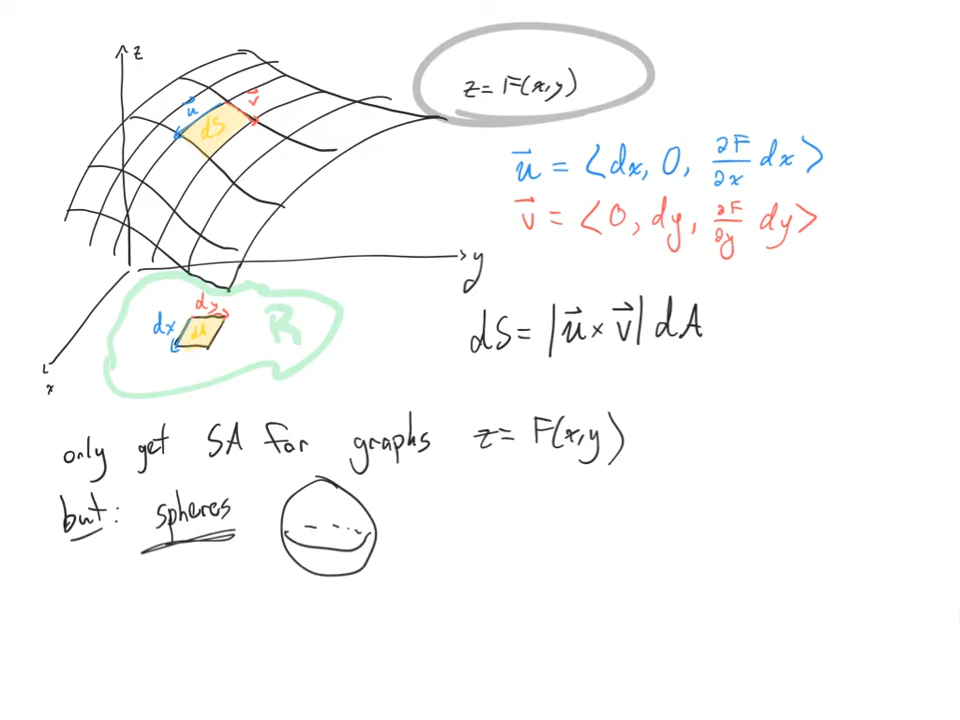 z
z = F(x,y)
u⃗
v⃗
dS
u⃗ = ⟨dx, 0, ∂F/∂x dx⟩
v⃗ = ⟨0, dy, ∂F/∂y dy⟩
y
dy
dx
dA
R
x
dS = |u⃗ × v⃗| dA
only get SA for graphs z = F(x,y)
but: spheres